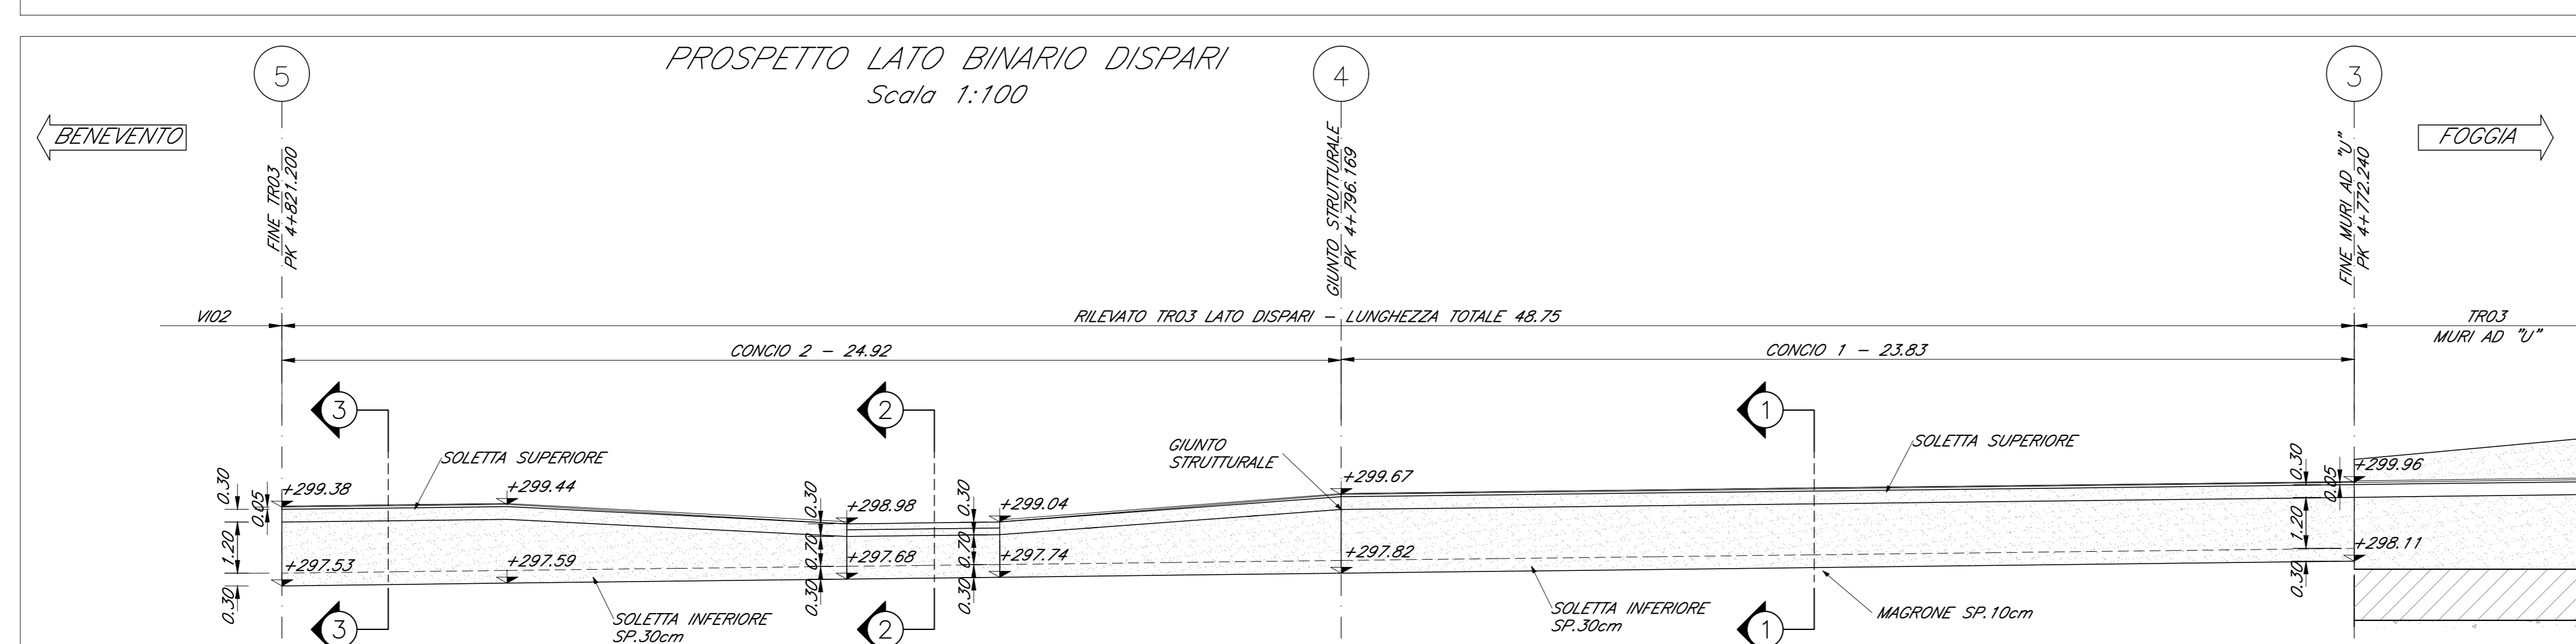 PROSPETTO LATO BINARIO DISPARI
Scala 1:100
5
4
3
BENEVENTO
FOGGIA
FINE TR03
PK 4+821.200
GIUNTO STRUTTURALE
PK 4+796.169
FINE MURI AD "U"
PK 4+772.240
VI02
RILEVATO TR03 LATO DISPARI - LUNGHEZZA TOTALE 48.75
TR03
MURI AD "U"
CONCIO 2 - 24.92
CONCIO 1 - 23.83
3
2
1
GIUNTO
STRUTTURALE
SOLETTA SUPERIORE
SOLETTA SUPERIORE
0.30
0.05
1.20
0.30
+299.38
+299.44
+297.53
+297.59
0.30
0.70
0.30
+298.98
+297.68
0.30
0.70
0.30
+299.04
+297.74
+299.67
+297.82
0.30
0.05
1.20
0.30
+299.96
+298.11
SOLETTA INFERIORE
SP.30cm
SOLETTA INFERIORE
SP.30cm
MAGRONE SP.10cm
3
2
1